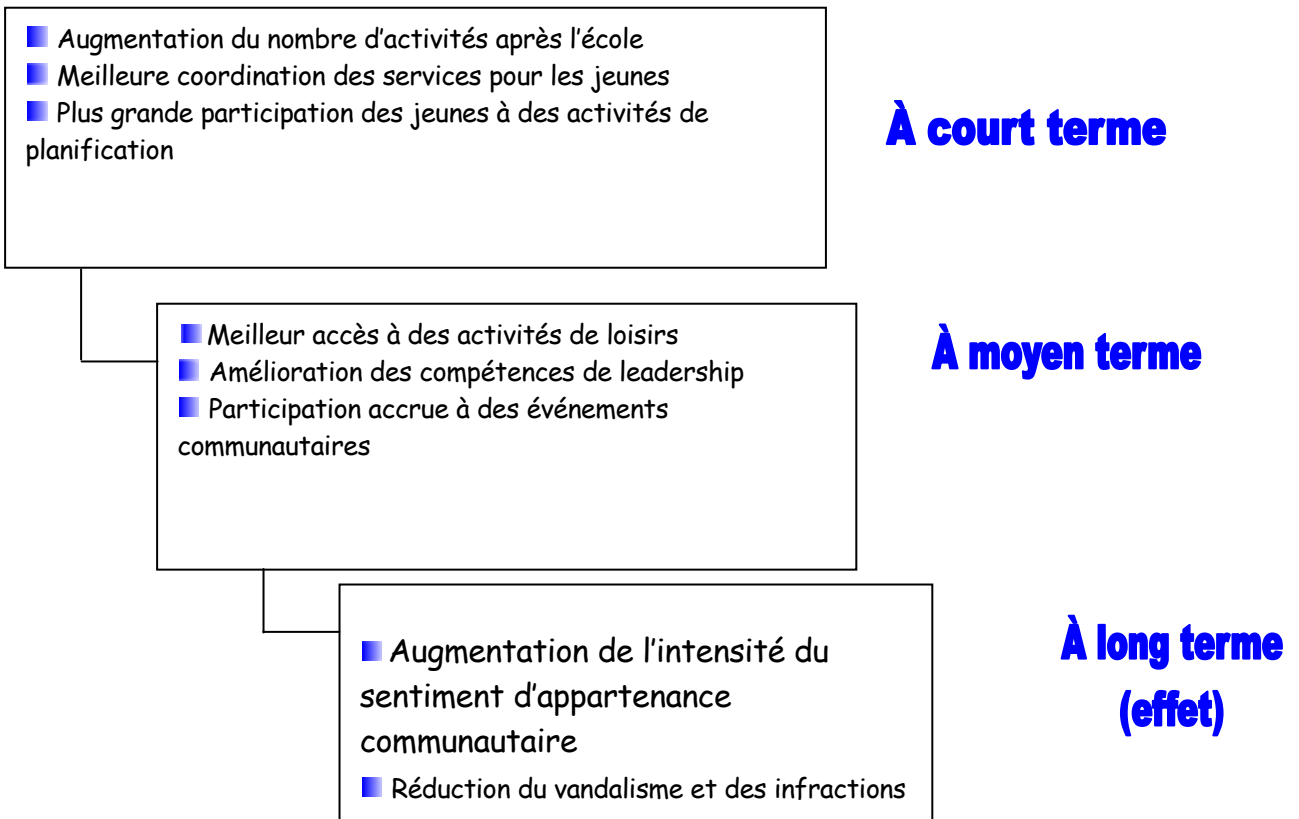 Augmentation du nombre d'activités après l'école
Meilleure coordination des services pour les jeunes
Plus grande participation des jeunes à des activités de
planification
À court terme
Meilleur accès à des activités de loisirs
Amélioration des compétences de leadership
Participation accrue à des événements
communautaires
À moyen terme
Augmentation de l'intensité du
sentiment d'appartenance
communautaire
Réduction du vandalisme et des infractions
À long terme
(effet)